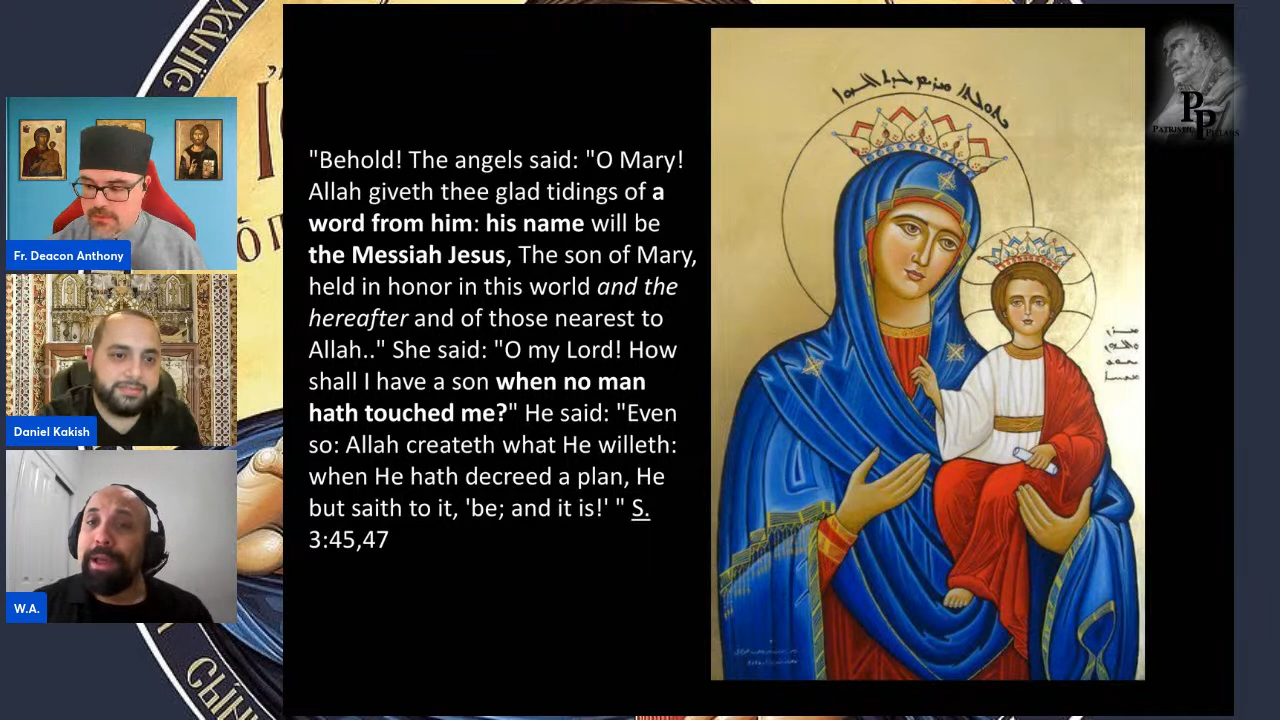 "Behold! The angels said: "O Mary!
Allah giveth thee glad tidings of a
word from him: his name will be
the Messiah Jesus, The son of Mary,
held in honor in this world and the
hereafter and of those nearest to
Allah.." She said: "O my Lord! How
shall I have a son when no man
hath touched me?" He said: "Even
so: Allah createth what He willeth:
when He hath decreed a plan, He
but saith to it, 'be; and it is!' " S.
3:45,47
Fr. Deacon Anthony
Daniel Kakish
W.A.
PP
PATRISTIC PILLARS